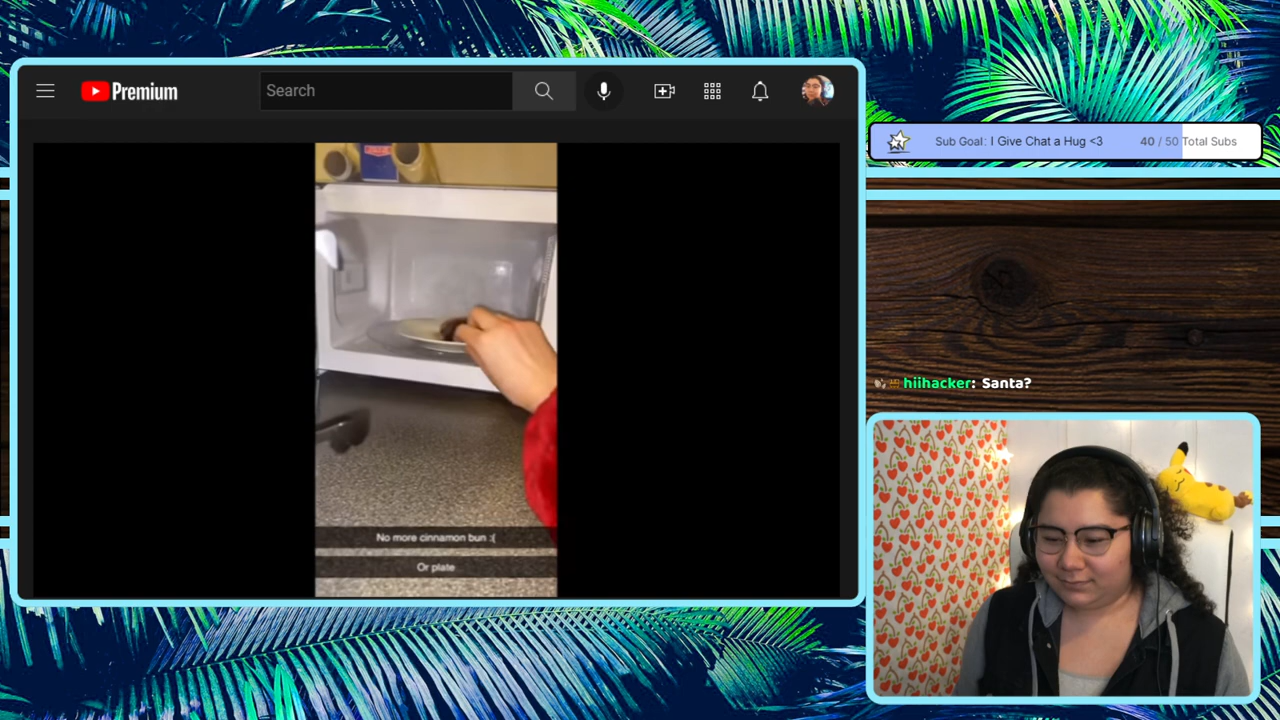 Premium
Search
Sub Goal: I Give Chat a Hug <3 40 / 50 Total Subs
hiihacker: Santa?
No more cinnamon bun :(
Or plate